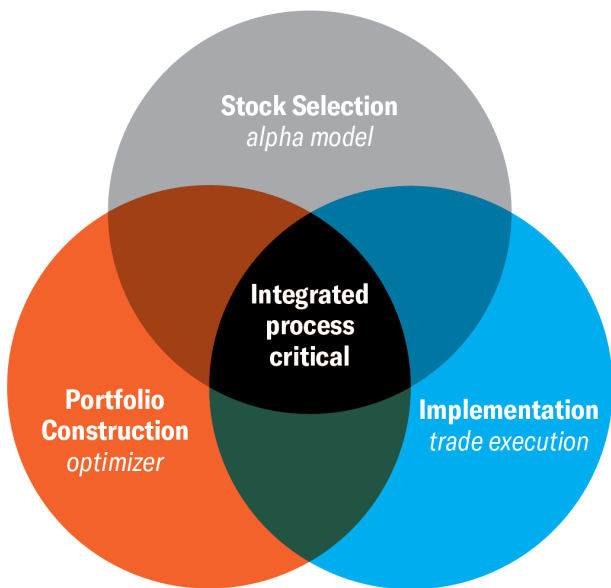 Stock Selection
alpha model
Integrated
process
critical
Portfolio
Construction
optimizer
Implementation
trade execution